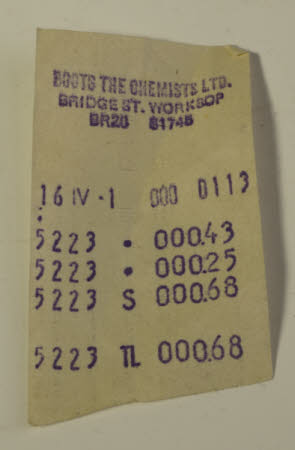 BOOTS THE CHEMISTS LTD.
BRIDGE ST. WORKSOP
BR28 81745
16 IV -1 000 0113
5223 • 000.43
5223 • 000.25
5223 S 000.68
5223 TL 000.68